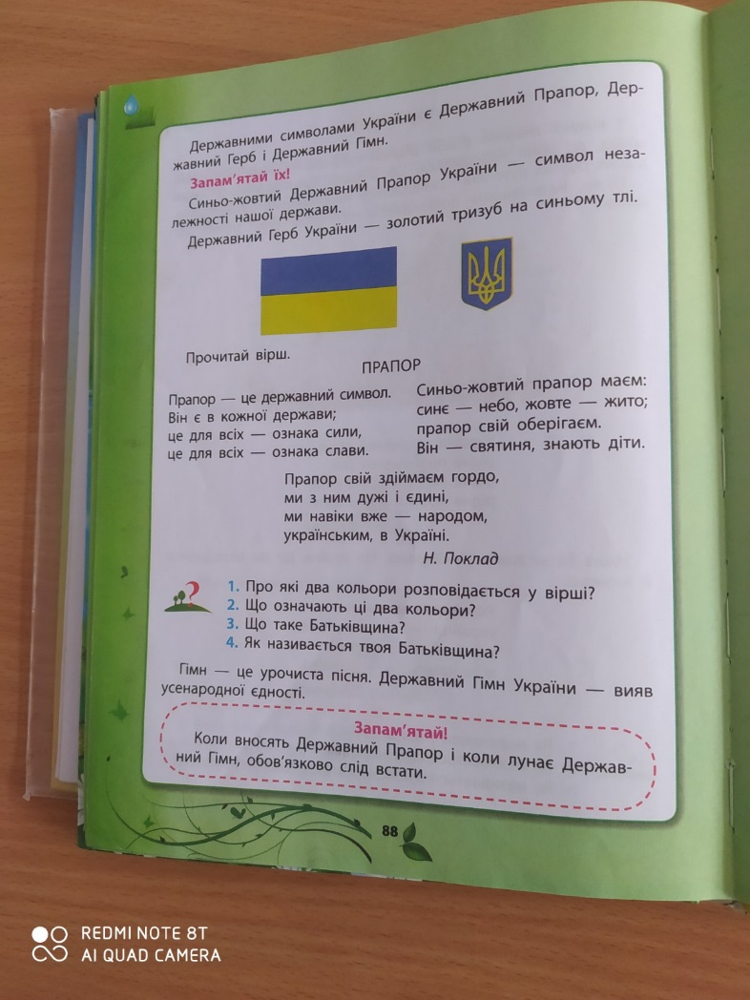 Державними символами України є Державний Прапор, Дер-
жавний Герб і Державний Гімн.
Запам'ятай їх!
Синьо-жовтий Державний Прапор України — символ неза-
лежності нашої держави.
Державний Герб України — золотий тризуб на синьому тлі.
Прочитай вірш.
ПРАПОР
Прапор — це державний символ.
Він є в кожної держави;
це для всіх — ознака сили,
це для всіх — ознака слави.
Синьо-жовтий прапор маєм:
синє — небо, жовте — жито;
прапор свій оберігаєм.
Він — святиня, знають діти.
Прапор свій здіймаєм гордо,
ми з ним дужі і єдині,
ми навіки вже — народом,
українським, в Україні.
Н. Поклад
1. Про які два кольори розповідається у вірші?
2. Що означають ці два кольори?
3. Що таке Батьківщина?
4. Як називається твоя Батьківщина?
Гімн — це урочиста пісня. Державний Гімн України — вияв
усенародної єдності.
Запам'ятай!
Коли вносять Державний Прапор і коли лунає Держав-
ний Гімн, обов'язково слід встати.
88
REDMI NOTE 8T
AI QUAD CAMERA